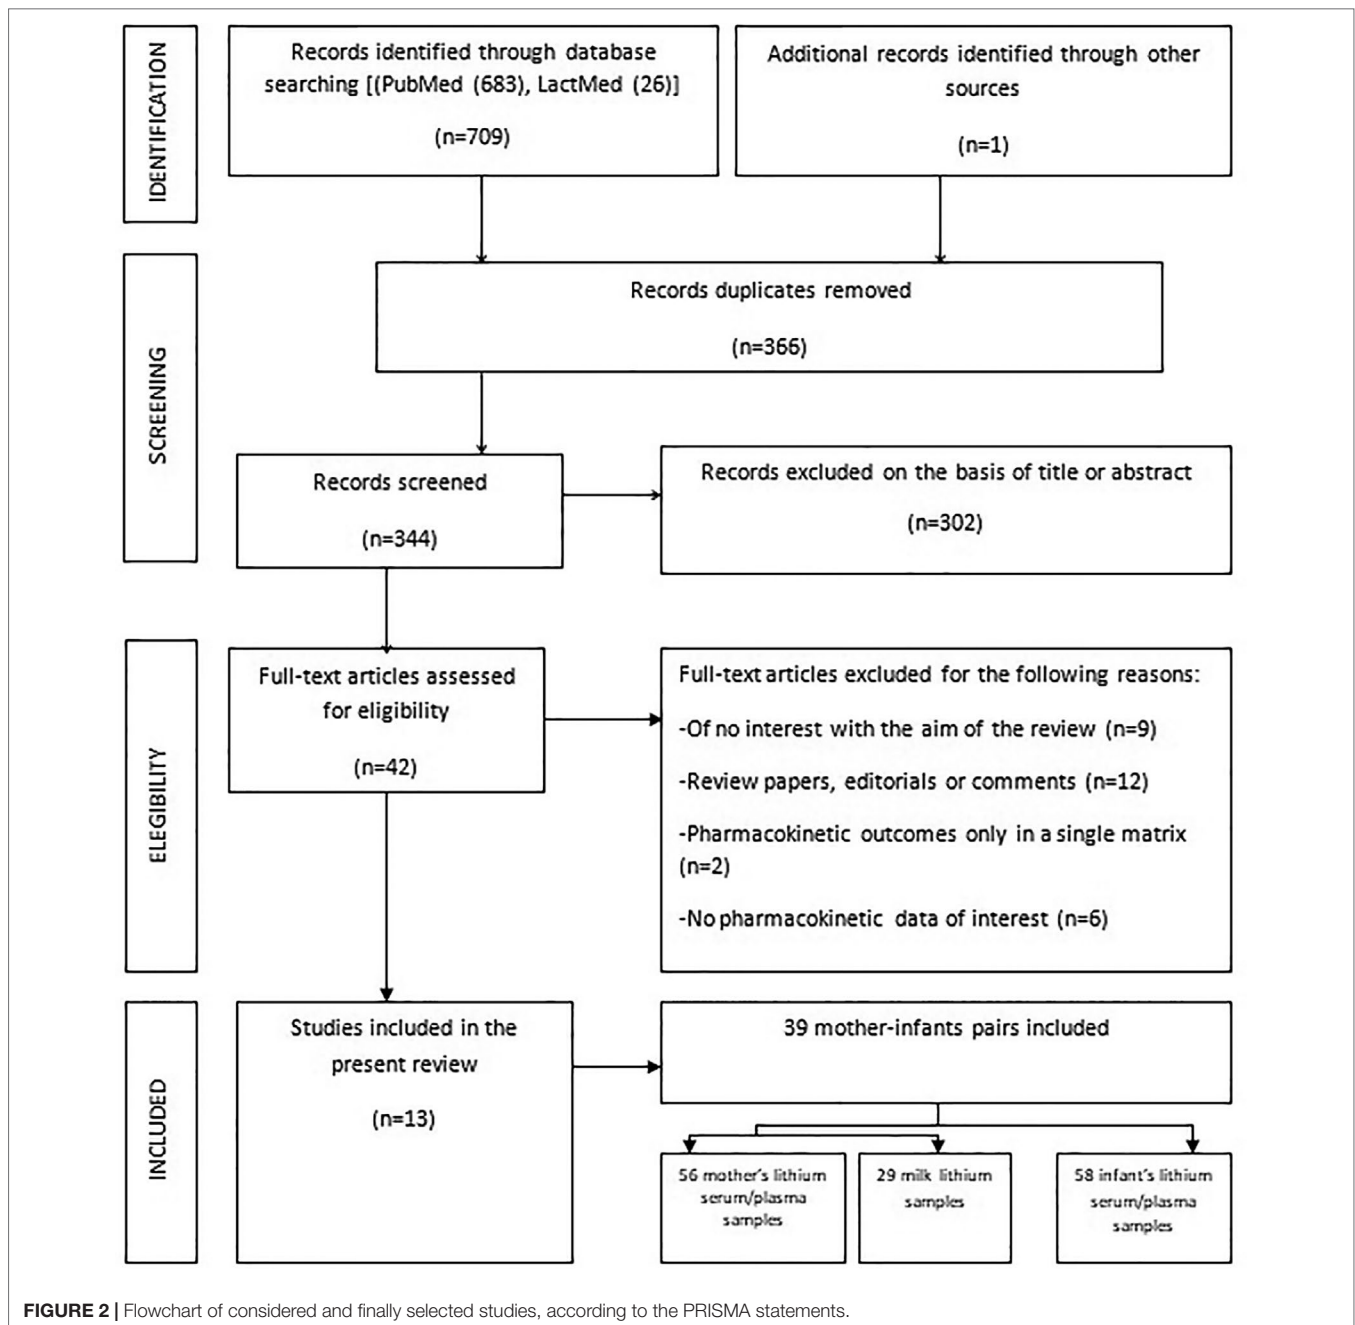 IDENTIFICATION
Records identified through database
searching [(PubMed (683), LactMed (26)]
(n=709)
Additional records identified through other
sources
(n=1)
SCREENING
Records duplicates removed
(n=366)
Records screened
(n=344)
Records excluded on the basis of title or abstract
(n=302)
ELEGIBILITY
Full-text articles assessed
for eligibility
(n=42)
Full-text articles excluded for the following reasons:
-Of no interest with the aim of the review (n=9)
-Review papers, editorials or comments (n=12)
-Pharmacokinetic outcomes only in a single matrix
(n=2)
-No pharmacokinetic data of interest (n=6)
INCLUDED
Studies included in the
present review
(n=13)
39 mother-infants pairs included
56 mother's lithium
serum/plasma
samples
29 milk lithium
samples
58 infant's lithium
serum/plasma
samples
FIGURE 2 | Flowchart of considered and finally selected studies, according to the PRISMA statements.